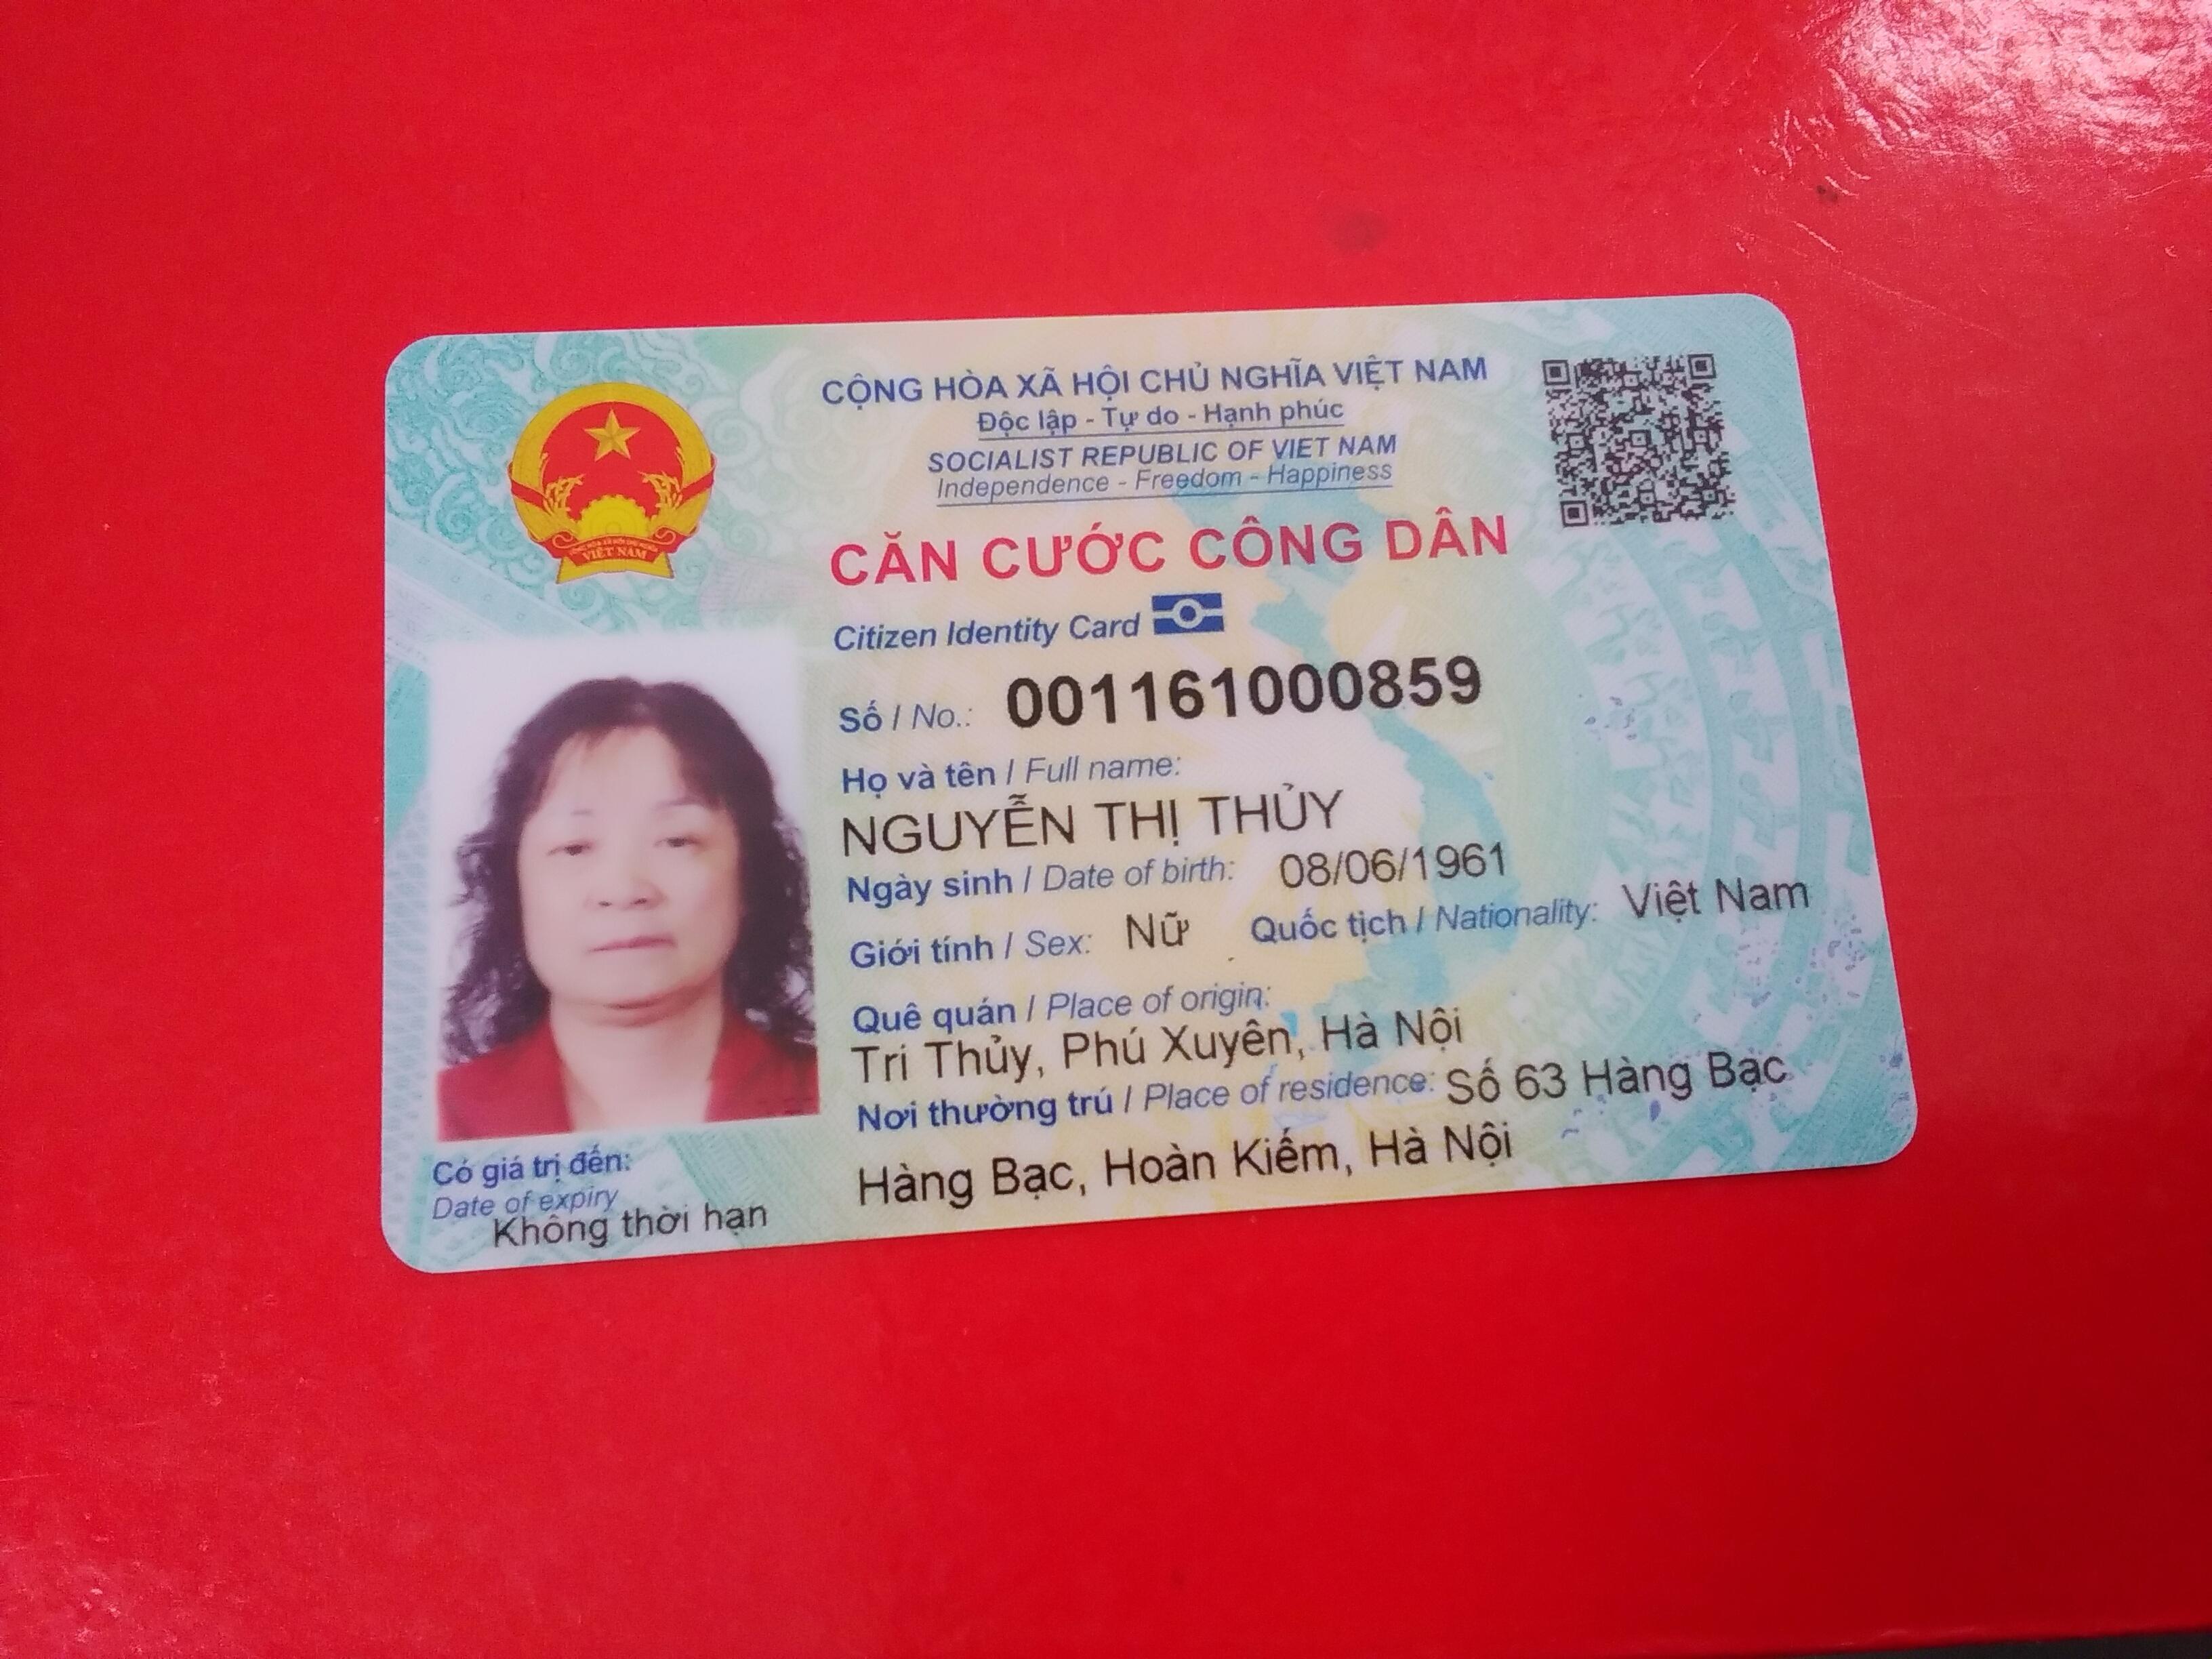 CỘNG HÒA XÃ HỘI CHỦ NGHĨA VIỆT NAM
Độc lập - Tự do - Hạnh phúc
SOCIALIST REPUBLIC OF VIET NAM
Independence - Freedom - Happiness
CĂN CƯỚC CÔNG DÂN
Citizen Identity Card
Số / No.: 001161000859
Họ và tên / Full name:
NGUYỄN THỊ THỦY
Ngày sinh / Date of birth: 08/06/1961
Giới tính / Sex: Nữ Quốc tịch / Nationality: Việt Nam
Quê quán / Place of origin:
Tri Thủy, Phú Xuyên, Hà Nội
Nơi thường trú / Place of residence: Số 63 Hàng Bạc
Hàng Bạc, Hoàn Kiếm, Hà Nội
Có giá trị đến:
Date of expiry
Không thời hạn
VIỆT NAM